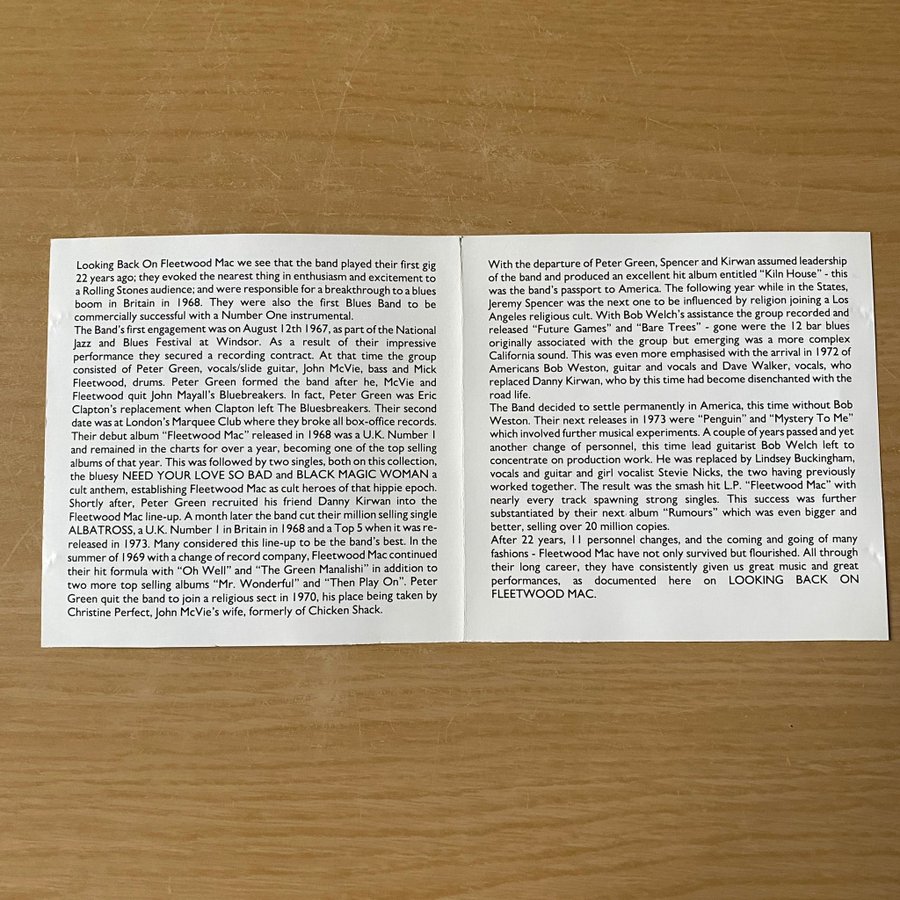 Looking Back On Fleetwood Mac we see that the band played their first gig
22 years ago; they evoked the nearest thing in enthusiasm and excitement to
a Rolling Stones audience; and were responsible for a breakthrough to a blues
boom in Britain in 1968. They were also the first Blues Band to be
commercially successful with a Number One instrumental.
The Band's first engagement was on August 12th 1967, as part of the National
Jazz and Blues Festival at Windsor. As a result of their impressive
performance they secured a recording contract. At that time the group
consisted of Peter Green, vocals/slide guitar, John McVie, bass and Mick
Fleetwood, drums. Peter Green formed the band after he, McVie and
Fleetwood quit John Mayall's Bluebreakers. In fact, Peter Green was Eric
Clapton's replacement when Clapton left The Bluesbreakers. Their second
date was at London's Marquee Club where they broke all box-office records.
Their debut album "Fleetwood Mac" released in 1968 was a U.K. Number 1
and remained in the charts for over a year, becoming one of the top selling
albums of that year. This was followed by two singles, both on this collection,
the bluesy NEED YOUR LOVE SO BAD and BLACK MAGIC WOMAN a
cult anthem, establishing Fleetwood Mac as cult heroes of that hippie epoch.
Shortly after, Peter Green recruited his friend Danny Kirwan into the
Fleetwood Mac line-up. A month later the band cut their million selling single
ALBATROSS, a U.K. Number 1 in Britain in 1968 and a Top 5 when it was re-
released in 1973. Many considered this line-up to be the band's best. In the
summer of 1969 with a change of record company, Fleetwood Mac continued
their hit formula with "Oh Well" and "The Green Manalishi" in addition to
two more top selling albums "Mr. Wonderful" and "Then Play On". Peter
Green quit the band to join a religious sect in 1970, his place being taken by
Christine Perfect, John McVie's wife, formerly of Chicken Shack.
With the departure of Peter Green, Spencer and Kirwan assumed leadership
of the band and produced an excellent hit album entitled "Kiln House" - this
was the band's passport to America. The following year while in the States,
Jeremy Spencer was the next one to be influenced by religion joining a Los
Angeles religious cult. With Bob Welch's assistance the group recorded and
released "Future Games" and "Bare Trees" - gone were the 12 bar blues
originally associated with the group but emerging was a more complex
California sound. This was even more emphasised with the arrival in 1972 of
Americans Bob Weston, guitar and vocals and Dave Walker, vocals, who
replaced Danny Kirwan, who by this time had become disenchanted with the
road life.
The Band decided to settle permanently in America, this time without Bob
Weston. Their next releases in 1973 were "Penguin" and "Mystery To Me"
which involved further musical experiments. A couple of years passed and yet
another change of personnel, this time lead guitarist Bob Welch left to
concentrate on production work. He was replaced by Lindsey Buckingham,
vocals and guitar and girl vocalist Stevie Nicks, the two having previously
worked together. The result was the smash hit L.P. "Fleetwood Mac" with
nearly every track spawning strong singles. This success was further
substantiated by their next album "Rumours" which was even bigger and
better, selling over 20 million copies.
After 22 years, 11 personnel changes, and the coming and going of many
fashions - Fleetwood Mac have not only survived but flourished. All through
their long career, they have consistently given us great music and great
performances, as documented here on LOOKING BACK ON
FLEETWOOD MAC.